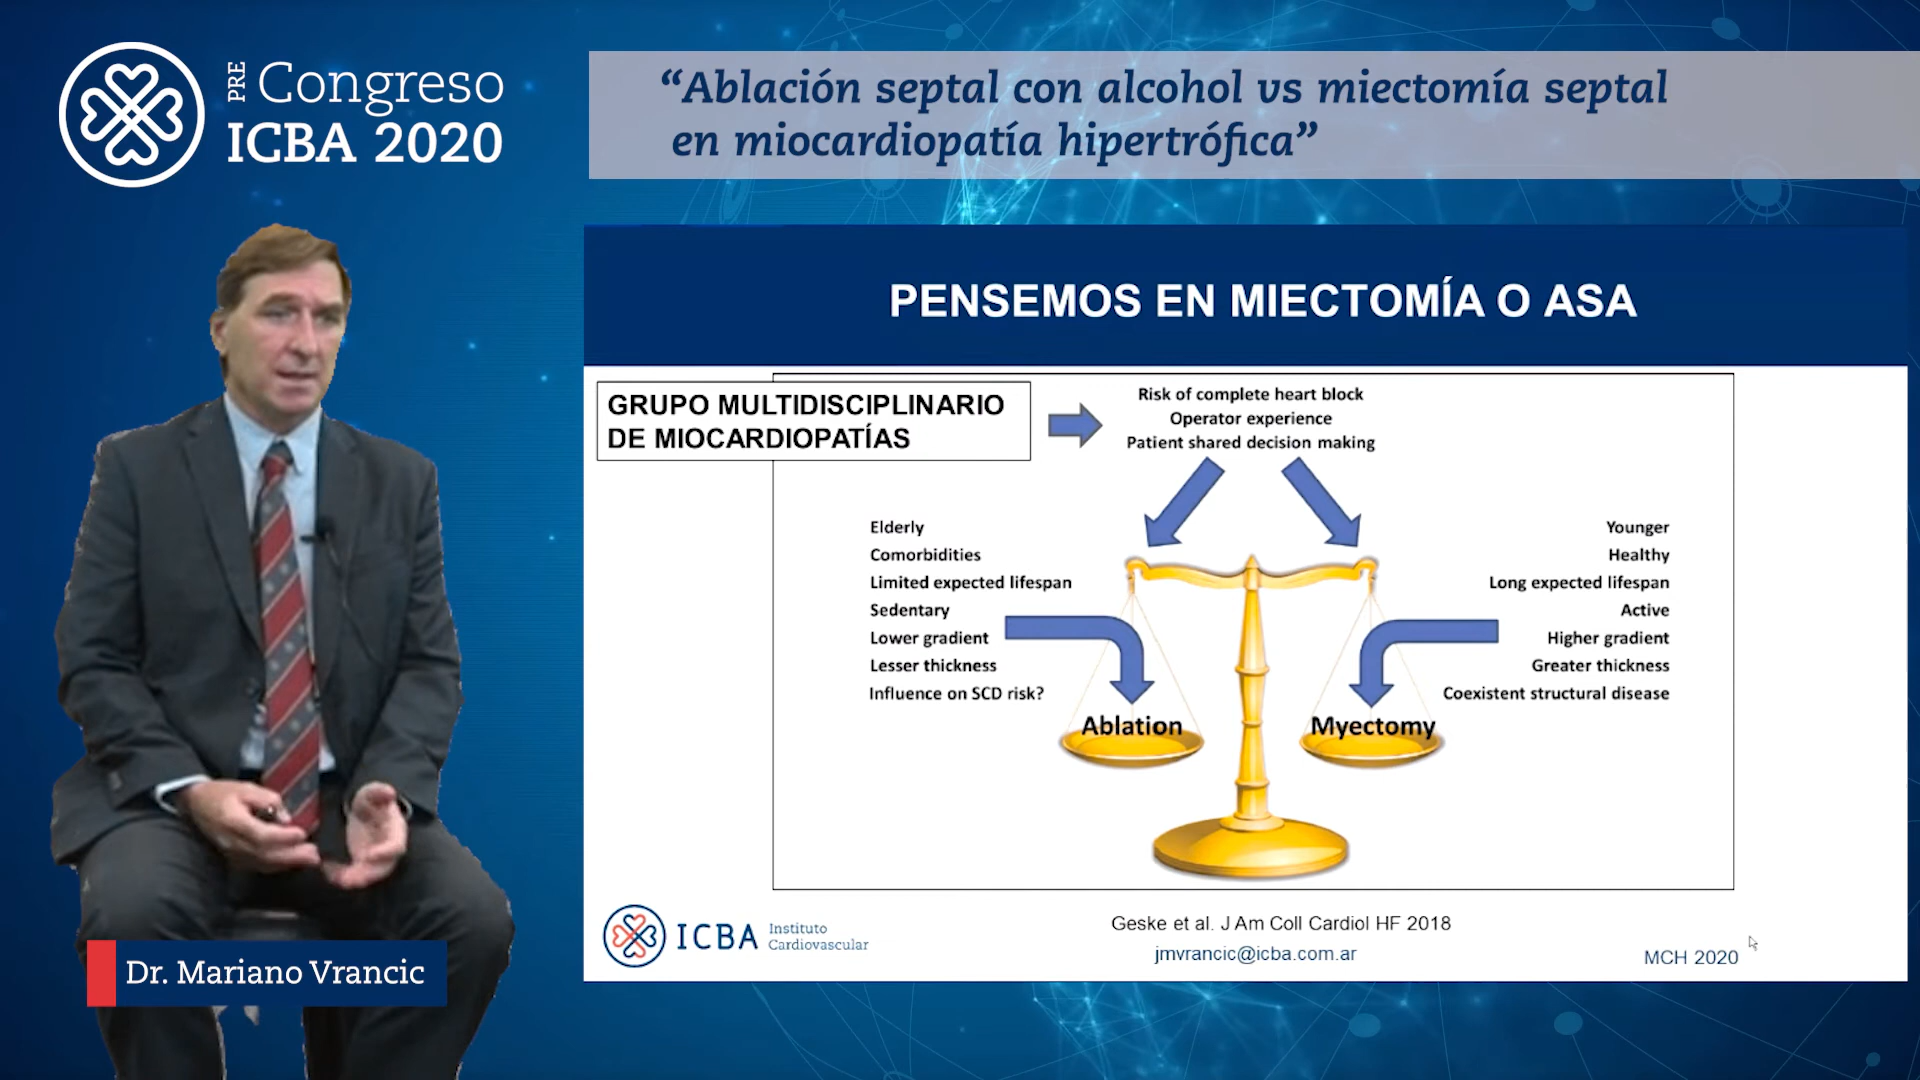 PRE
Congreso
ICBA 2020
“Ablación septal con alcohol vs miectomía septal
en miocardiopatía hipertrófica”
PENSEMOS EN MIECTOMÍA O ASA
GRUPO MULTIDISCIPLINARIO
DE MIOCARDIOPATÍAS
Risk of complete heart block
Operator experience
Patient shared decision making
Elderly
Comorbidities
Limited expected lifespan
Sedentary
Lower gradient
Lesser thickness
Influence on SCD risk?
Younger
Healthy
Long expected lifespan
Active
Higher gradient
Greater thickness
Coexistent structural disease
Ablation
Myectomy
ICBA
Instituto
Cardiovascular
Geske et al. J Am Coll Cardiol HF 2018
jmvrancic@icba.com.ar
MCH 2020
Dr. Mariano Vrancic